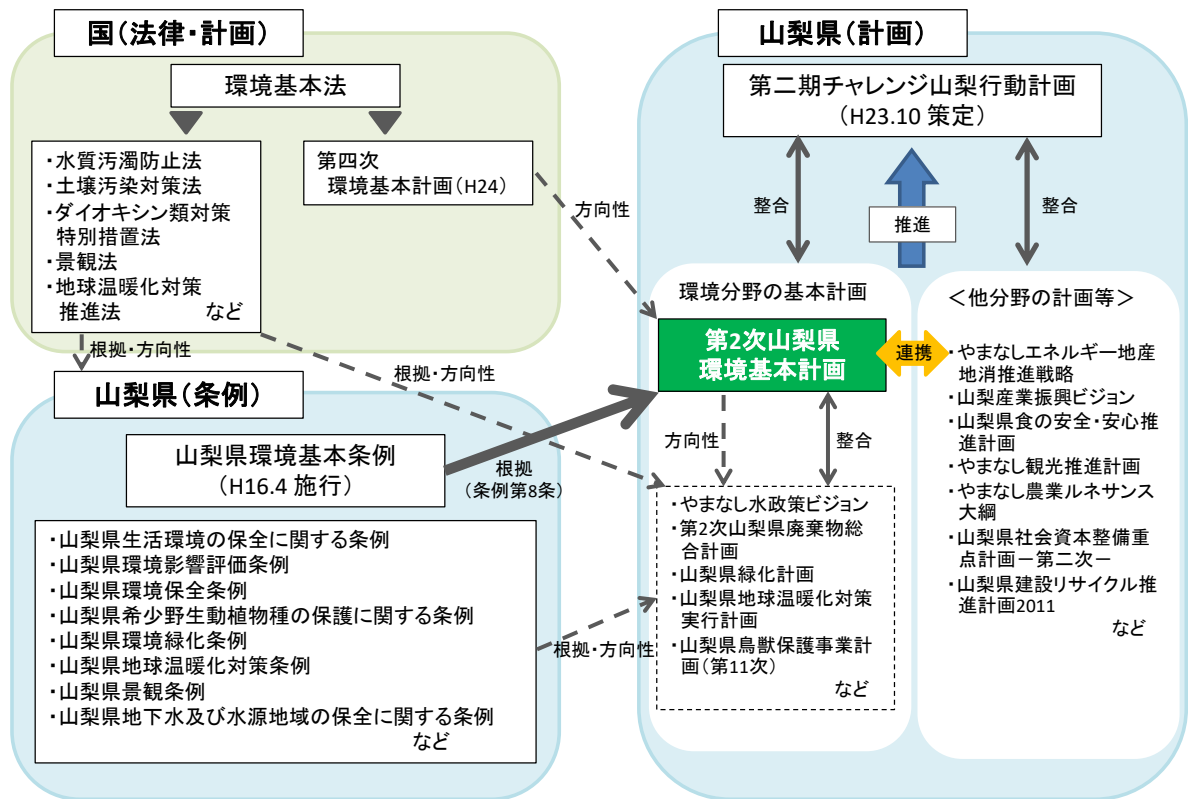 国(法律・計画)
環境基本法
・水質汚濁防止法
・土壌汚染対策法
・ダイオキシン類対策
特別措置法
・景観法
・地球温暖化対策
推進法 など
第四次
環境基本計画(H24)
方向性
根拠・方向性
根拠・方向性
山梨県(条例)
山梨県環境基本条例
(H16.4 施行)
根拠
(条例第8条)
・山梨県生活環境の保全に関する条例
・山梨県環境影響評価条例
・山梨県環境保全条例
・山梨県希少野生動植物種の保護に関する条例
・山梨県環境緑化条例
・山梨県地球温暖化対策条例
・山梨県景観条例
・山梨県地下水及び水源地域の保全に関する条例
など
根拠・方向性
山梨県(計画)
第二期チャレンジ山梨行動計画
(H23.10 策定)
整合
推進
整合
環境分野の基本計画
第2次山梨県
環境基本計画
連携
方向性
整合
・やまなし水政策ビジョン
・第2次山梨県廃棄物総
合計画
・山梨県緑化計画
・山梨県地球温暖化対策
実行計画
・山梨県鳥獣保護事業計
画(第11次)
など
<他分野の計画等>
・やまなしエネルギー地産
地消推進戦略
・山梨産業振興ビジョン
・山梨県食の安全・安心推
進計画
・やまなし観光推進計画
・やまなし農業ルネサンス
大綱
・山梨県社会資本整備重
点計画－第二次－
・山梨県建設リサイクル推
進計画2011
など